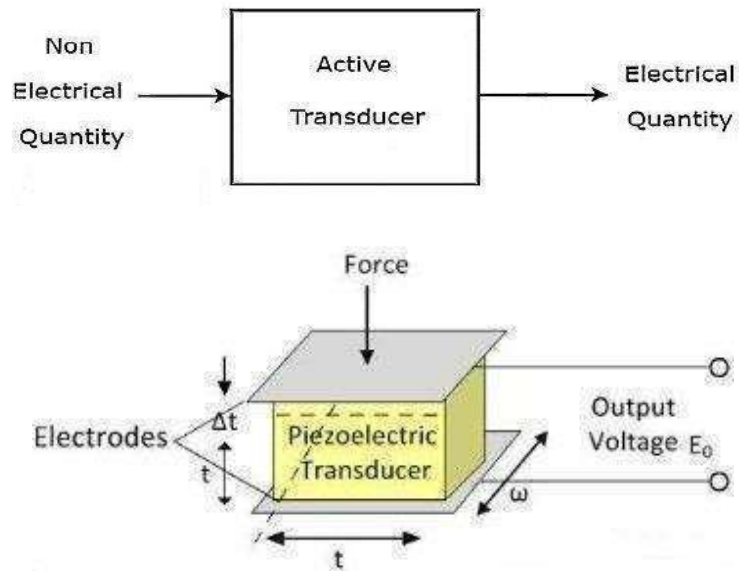 Non
Electrical
Quantity
Active
Transducer
Electrical
Quantity
Force
Δt
Electrodes
t
Piezoelectric
Transducer
Output
Voltage E₀
ω
t